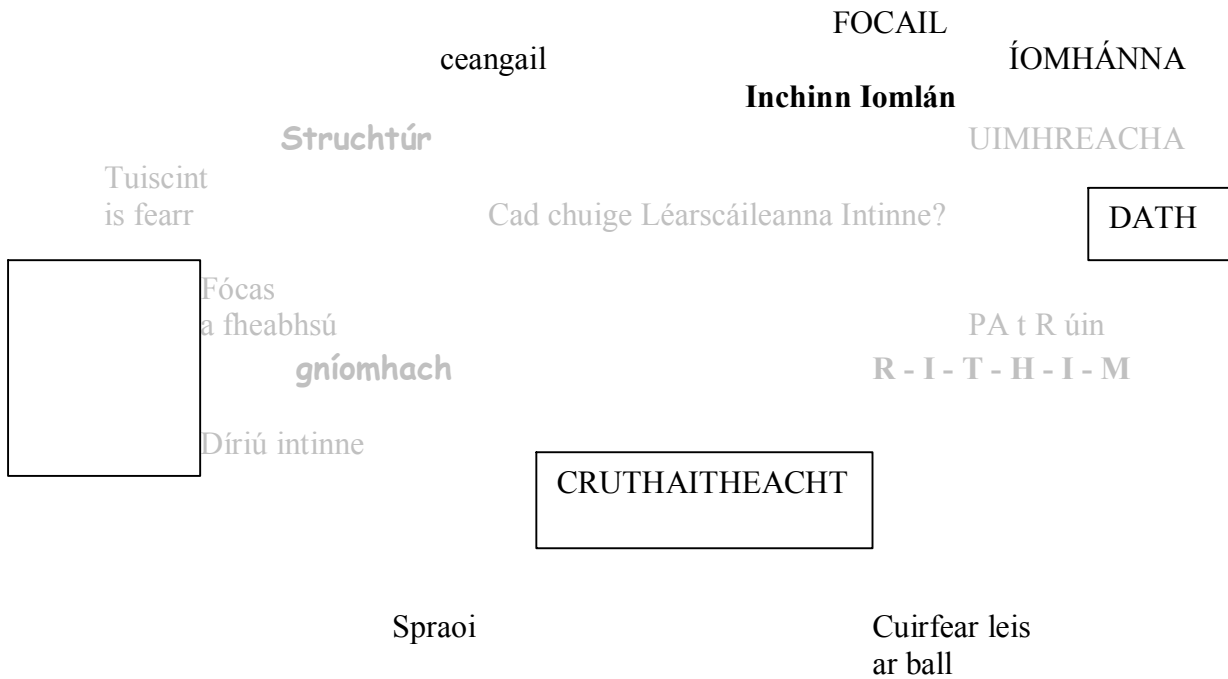 FOCAIL
ceangail
ÍOMHÁNNA
Inchinn Iomlán
Struchtúr
UIMHREACHA
Tuiscint
is fearr
Cad chuige Léarscáileanna Intinne?
DATH
Fócas
a fheabhsú
PA t R úin
gníomhach
R - I - T - H - I - M
Díriú intinne
CRUTHAITHEACHT
Spraoi
Cuirfear leis
ar ball